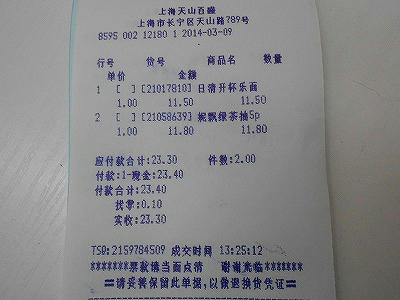 上海天山百盛
上海市长宁区天山路789号
8595 002 12180 1 2014-03-09
行号 货号 商品名 数量
单价 金额
1 [ ] [21017810] 日清开杯乐面
1.00 11.50 11.50
2 [ ] [21058639] 妮飘绿茶抽5p
1.00 11.80 11.80
应付款合计:23.30 件数:2.00
付款:1-现金:23.40
付款合计:23.40
找零:0.10
实收:23.30
TSQ:2159784509 成交时间 13:25:12
*******票款请当面点清 谢谢光临*******
==请妥善保留此单据,以做退换货凭证==